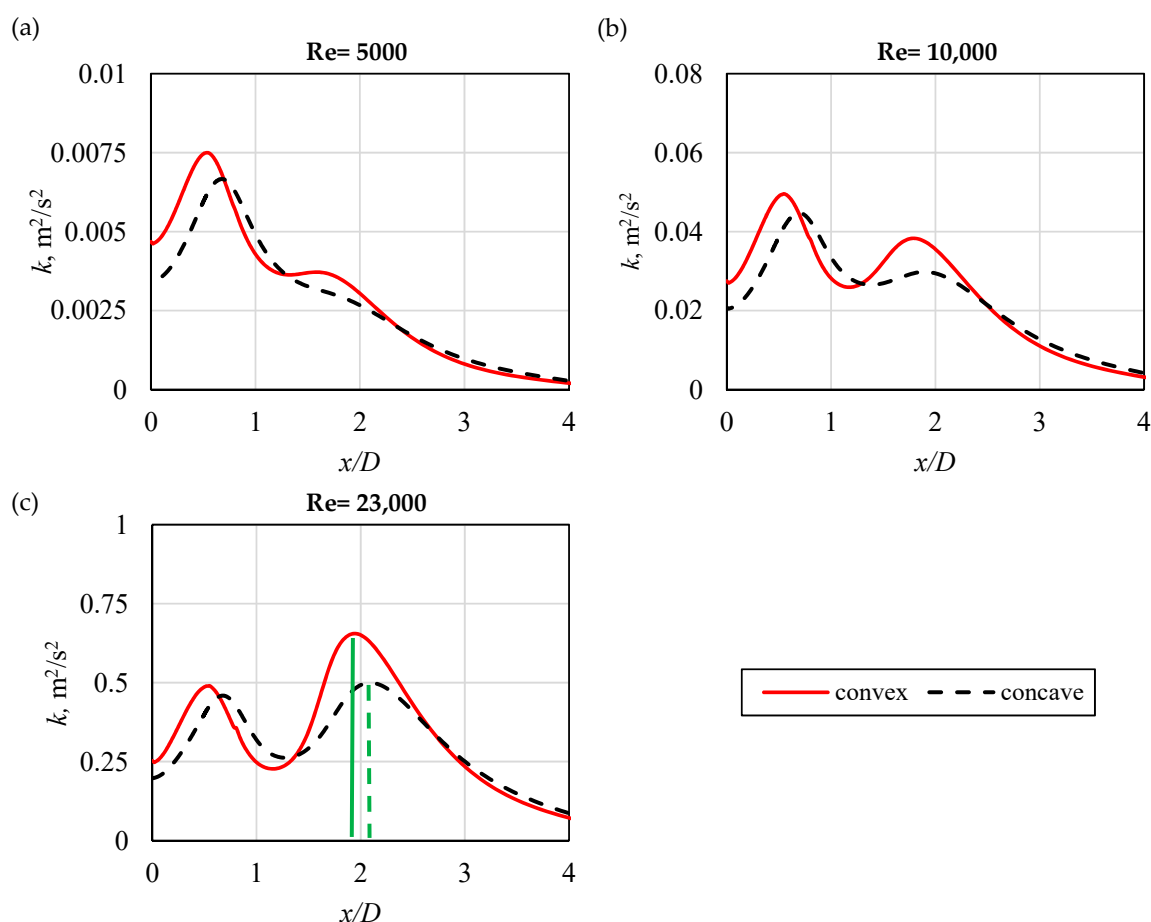 (a)
Re= 5000
0.01
0.0075
0.005
0.0025
0
k, m²/s²
0 1 2 3 4
x/D
(b)
Re= 10,000
0.08
0.06
0.04
0.02
0
k, m²/s²
0 1 2 3 4
x/D
(c)
Re= 23,000
1
0.75
0.5
0.25
0
k, m²/s²
0 1 2 3 4
x/D
convex concave